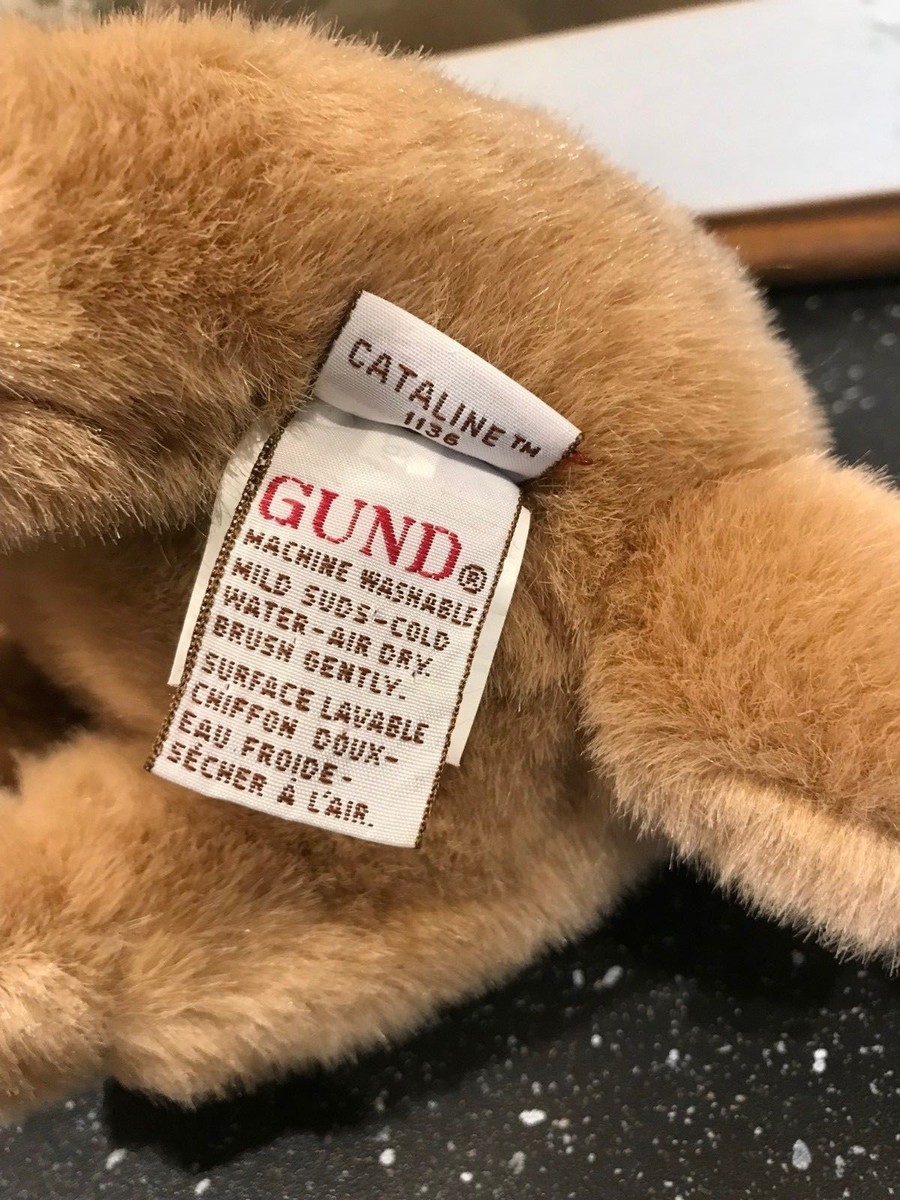 CATALINE™
1136
GUND®
MACHINE WASHABLE
MILD SUDS-COLD
WATER-AIR DRY.
BRUSH GENTLY.
SURFACE LAVABLE
CHIFFON DOUX-
EAU FROIDE-
SÉCHER À L'AIR.